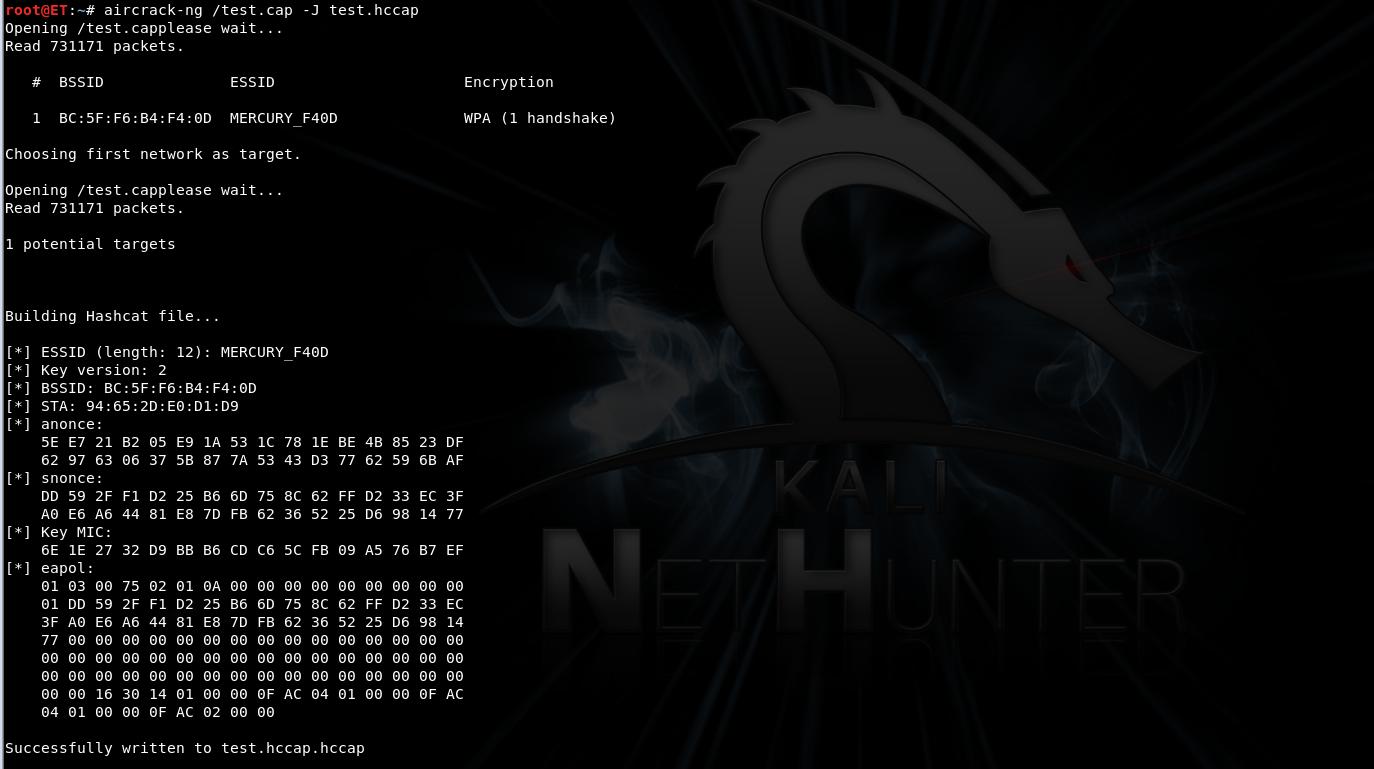 root@ET:~# aircrack-ng /test.cap -J test.hccap
Opening /test.capplease wait...
Read 731171 packets.
# BSSID ESSID Encryption
1 BC:5F:F6:B4:F4:0D MERCURY_F40D WPA (1 handshake)
Choosing first network as target.
Opening /test.capplease wait...
Read 731171 packets.
1 potential targets
Building Hashcat file...
[*] ESSID (length: 12): MERCURY_F40D
[*] Key version: 2
[*] BSSID: BC:5F:F6:B4:F4:0D
[*] STA: 94:65:2D:E0:D1:D9
[*] anonce:
5E E7 21 B2 05 E9 1A 53 1C 78 1E BE 4B 85 23 DF
62 97 63 06 37 5B 87 7A 53 43 D3 77 62 59 6B AF
[*] snonce:
DD 59 2F F1 D2 25 B6 6D 75 8C 62 FF D2 33 EC 3F
A0 E6 A6 44 81 E8 7D FB 62 36 52 25 D6 98 14 77
[*] Key MIC:
6E 1E 27 32 D9 BB B6 CD C6 5C FB 09 A5 76 B7 EF
[*] eapol:
01 03 00 75 02 01 0A 00 00 00 00 00 00 00 00 00
01 DD 59 2F F1 D2 25 B6 6D 75 8C 62 FF D2 33 EC
3F A0 E6 A6 44 81 E8 7D FB 62 36 52 25 D6 98 14
77 00 00 00 00 00 00 00 00 00 00 00 00 00 00 00
00 00 00 00 00 00 00 00 00 00 00 00 00 00 00 00
00 00 00 00 00 00 00 00 00 00 00 00 00 00 00 00
00 00 16 30 14 01 00 00 0F AC 04 01 00 00 0F AC
04 01 00 00 0F AC 02 00 00
Successfully written to test.hccap.hccap
KALI
NETHUNTER